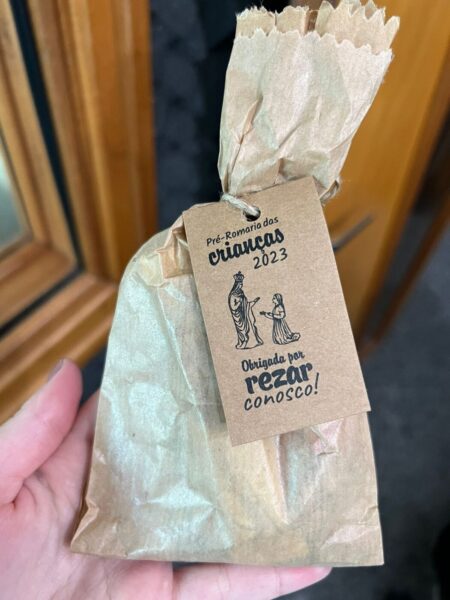 Pré-Romaria das
crianças
2023
Obrigada por
rezar
conosco!